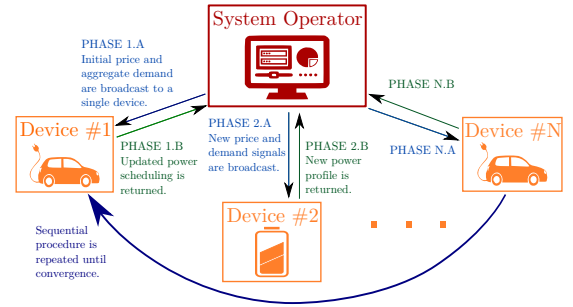 System Operator
PHASE 1.A
Initial price and
aggregate demand
are broadcast to a
single device.
Device #1
PHASE 1.B
Updated power
scheduling is
returned.
PHASE 2.A
New price and
demand signals
are broadcast.
PHASE 2.B
New power
profile is
returned.
Device #2
PHASE N.B
PHASE N.A
Device #N
Sequential
procedure is
repeated until
convergence.